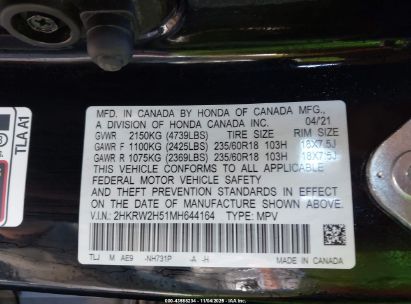 TLA A1
MFD. IN CANADA BY HONDA OF CANADA MFG.,
A DIVISION OF HONDA CANADA INC. 04/21
GVWR 2150KG (4739LBS) TIRE SIZE RIM SIZE
GAWR F 1100KG (2425LBS) 235/60R18 103H 18X7.5J
GAWR R 1075KG (2369LBS) 235/60R18 103H 18X7.5J
THIS VEHICLE CONFORMS TO ALL APPLICABLE
FEDERAL MOTOR VEHICLE SAFETY
AND THEFT PREVENTION STANDARDS IN EFFECT
ON THE DATE OF MANUFACTURE SHOWN ABOVE.
V.I.N.: 2HKRW2H51MH644164 TYPE: MPV
TLJ M AE9 -NH731P -A -H MADE IN CANADA